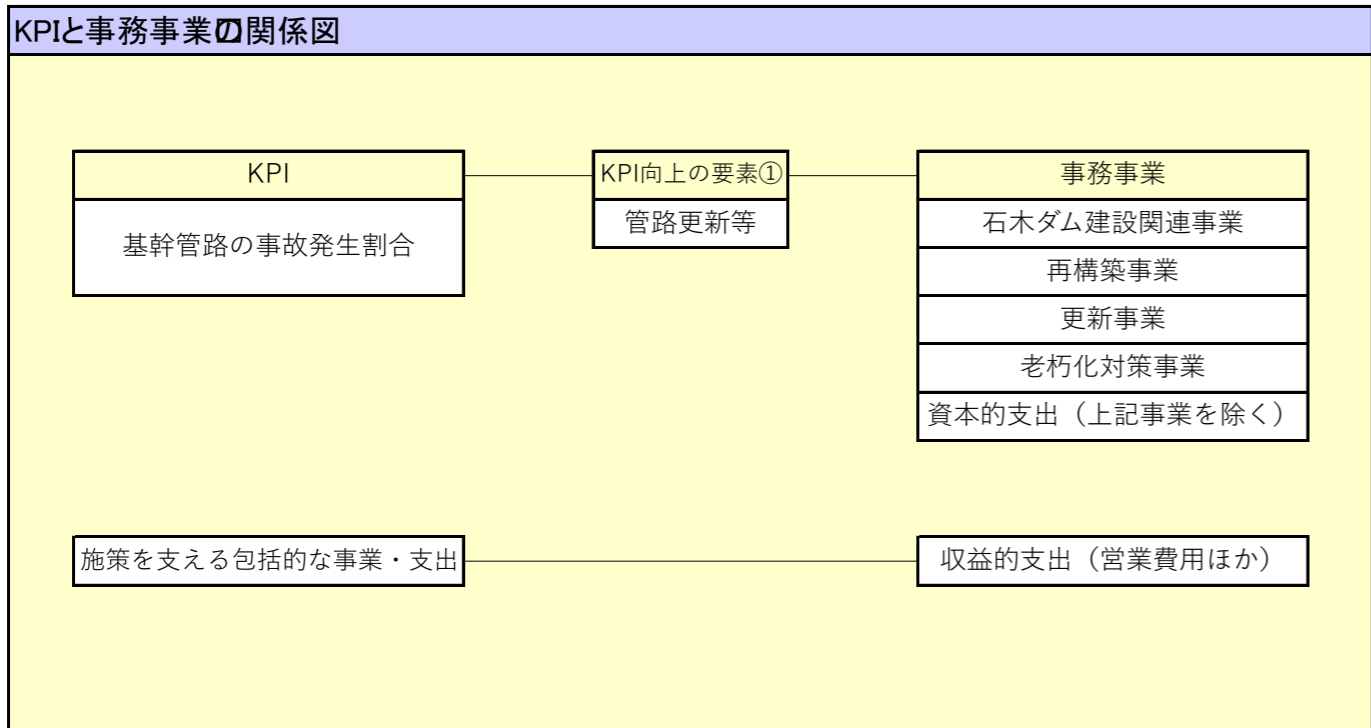 KPIと事務事業の関係図
KPI
KPI向上の要素①
事務事業
基幹管路の事故発生割合
管路更新等
石木ダム建設関連事業
再構築事業
更新事業
老朽化対策事業
資本的支出（上記事業を除く）
施策を支える包括的な事業・支出
収益的支出（営業費用ほか）